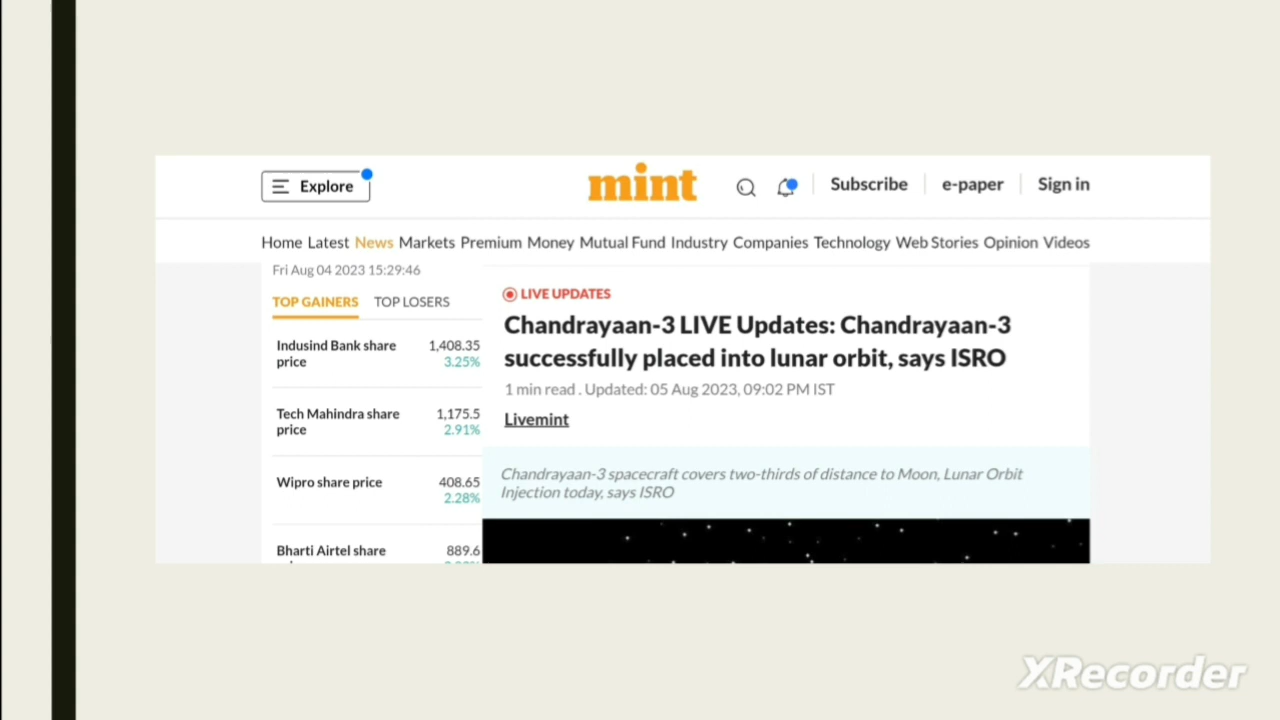 Explore
mint
Subscribe
e-paper
Sign in
Home Latest News Markets Premium Money Mutual Fund Industry Companies Technology Web Stories Opinion Videos
Fri Aug 04 2023 15:29:46
TOP GAINERS TOP LOSERS
Indusind Bank share 1,408.35
price 3.25%
Tech Mahindra share 1,175.5
price 2.91%
Wipro share price 408.65
2.28%
Bharti Airtel share 889.6
LIVE UPDATES
Chandrayaan-3 LIVE Updates: Chandrayaan-3
successfully placed into lunar orbit, says ISRO
1 min read . Updated: 05 Aug 2023, 09:02 PM IST
Livemint
Chandrayaan-3 spacecraft covers two-thirds of distance to Moon, Lunar Orbit
Injection today, says ISRO
XRecorder